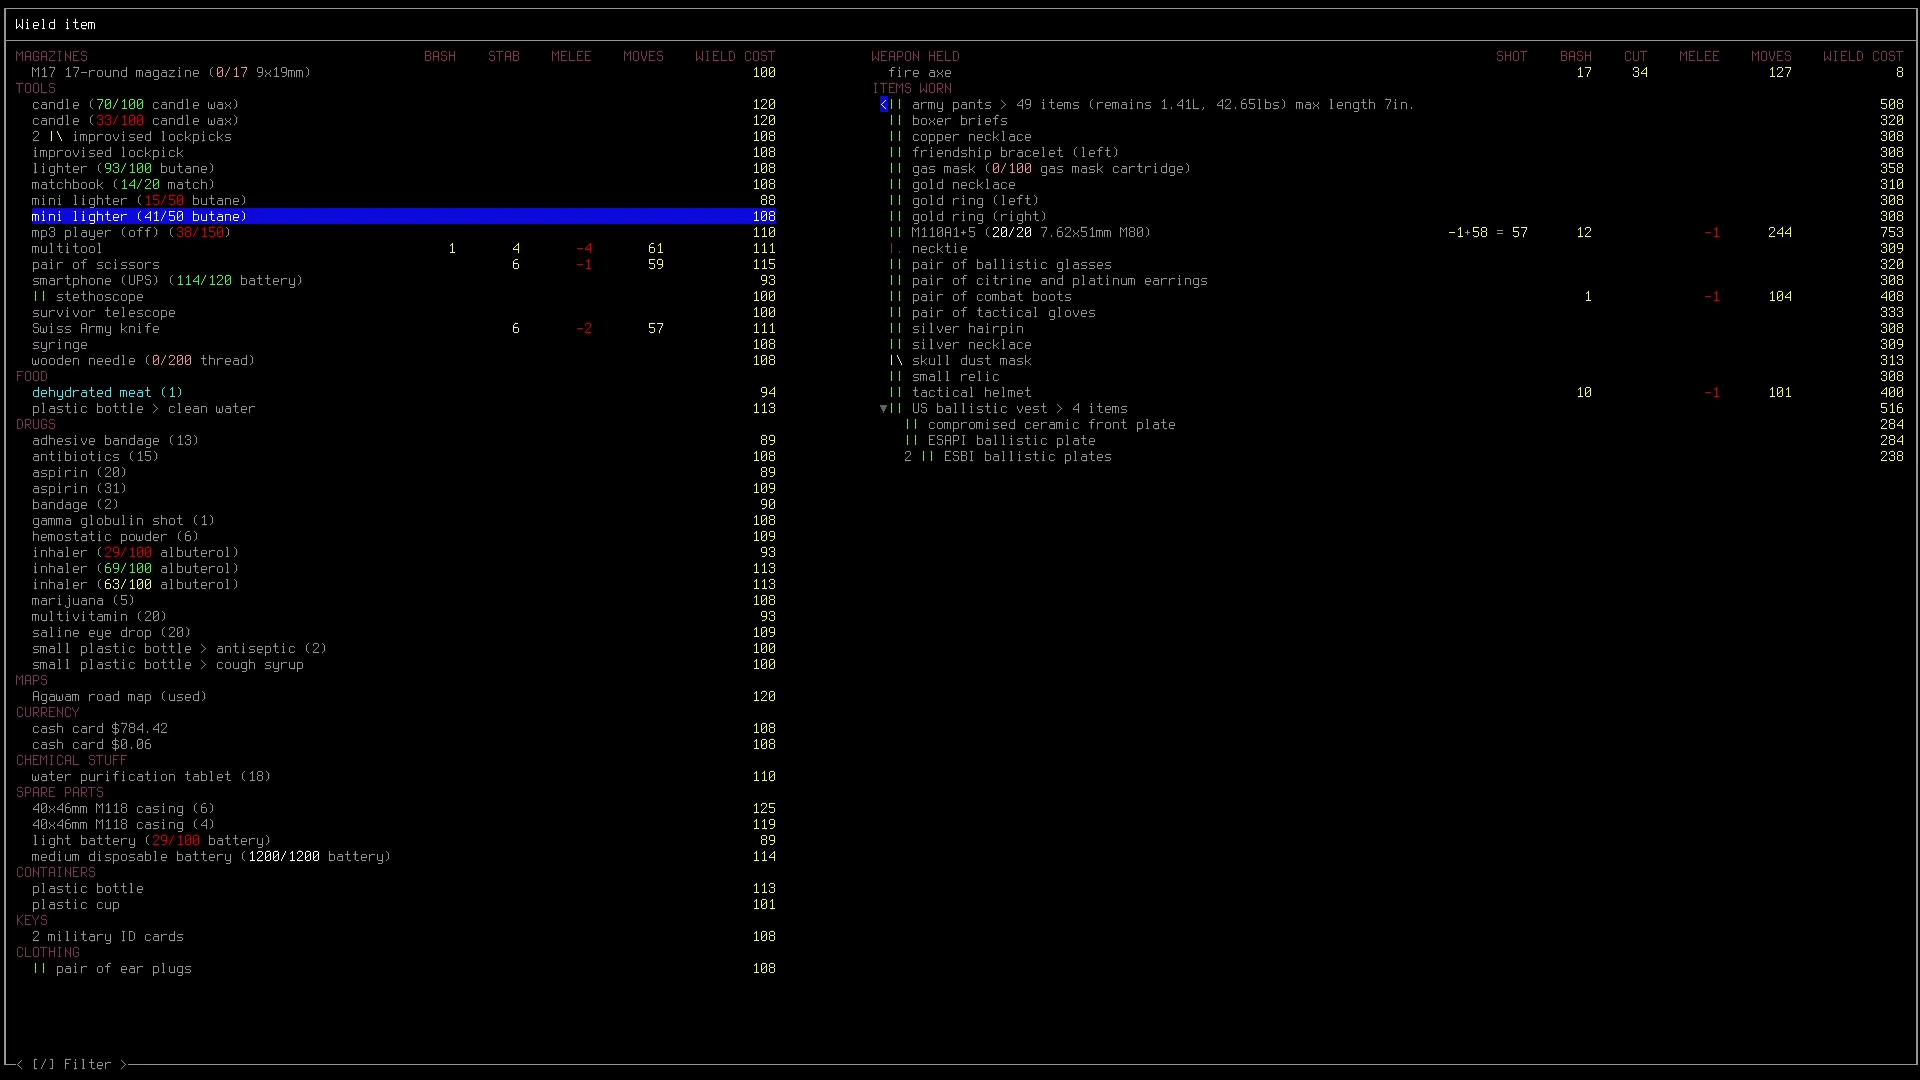 Wield item
MAGAZINES BASH STAB MELEE MOVES WIELD COST
M17 17-round magazine (0/17 9x19mm) 100
TOOLS
candle (70/100 candle wax) 120
candle (33/100 candle wax) 120
2 |\ improvised lockpicks 108
improvised lockpick 108
lighter (93/100 butane) 108
matchbook (14/20 match) 108
mini lighter (15/50 butane) 88
mini lighter (41/50 butane) 108
mp3 player (off) (38/150) 110
multitool 1 4 -4 61 111
pair of scissors 6 -1 59 115
smartphone (UPS) (114/120 battery) 93
|| stethoscope 100
survivor telescope 100
Swiss Army knife 6 -2 57 111
syringe 108
wooden needle (0/200 thread) 108
FOOD
dehydrated meat (1) 94
plastic bottle > clean water 113
DRUGS
adhesive bandage (13) 89
antibiotics (15) 108
aspirin (20) 89
aspirin (31) 109
bandage (2) 90
gamma globulin shot (1) 108
hemostatic powder (6) 109
inhaler (29/100 albuterol) 93
inhaler (69/100 albuterol) 113
inhaler (63/100 albuterol) 113
marijuana (5) 108
multivitamin (20) 93
saline eye drop (20) 109
small plastic bottle > antiseptic (2) 100
small plastic bottle > cough syrup 100
MAPS
Agawam road map (used) 120
CURRENCY
cash card $784.42 108
cash card $0.06 108
CHEMICAL STUFF
water purification tablet (18) 110
SPARE PARTS
40x46mm M118 casing (6) 125
40x46mm M118 casing (4) 119
light battery (29/100 battery) 89
medium disposable battery (1200/1200 battery) 114
CONTAINERS
plastic bottle 113
plastic cup 101
KEYS
2 military ID cards 108
CLOTHING
|| pair of ear plugs 108
WEAPON HELD SHOT BASH CUT MELEE MOVES WIELD COST
fire axe 17 34 127 8
ITEMS WORN
<|| army pants > 49 items (remains 1.41L, 42.65lbs) max length 7in. 508
|| boxer briefs 320
|| copper necklace 308
|| friendship bracelet (left) 308
|| gas mask (0/100 gas mask cartridge) 358
|| gold necklace 310
|| gold ring (left) 308
|| gold ring (right) 308
|| M110A1+5 (20/20 7.62x51mm M80) -1+58 = 57 12 -1 244 753
|. necktie 309
|| pair of ballistic glasses 320
|| pair of citrine and platinum earrings 308
|| pair of combat boots 1 -1 104 408
|| pair of tactical gloves 333
|| silver hairpin 308
|| silver necklace 309
|\ skull dust mask 313
|| small relic 308
|| tactical helmet 10 -1 101 400
▼|| US ballistic vest > 4 items 516
|| compromised ceramic front plate 284
|| ESAPI ballistic plate 284
2 || ESBI ballistic plates 238
< [/] Filter >